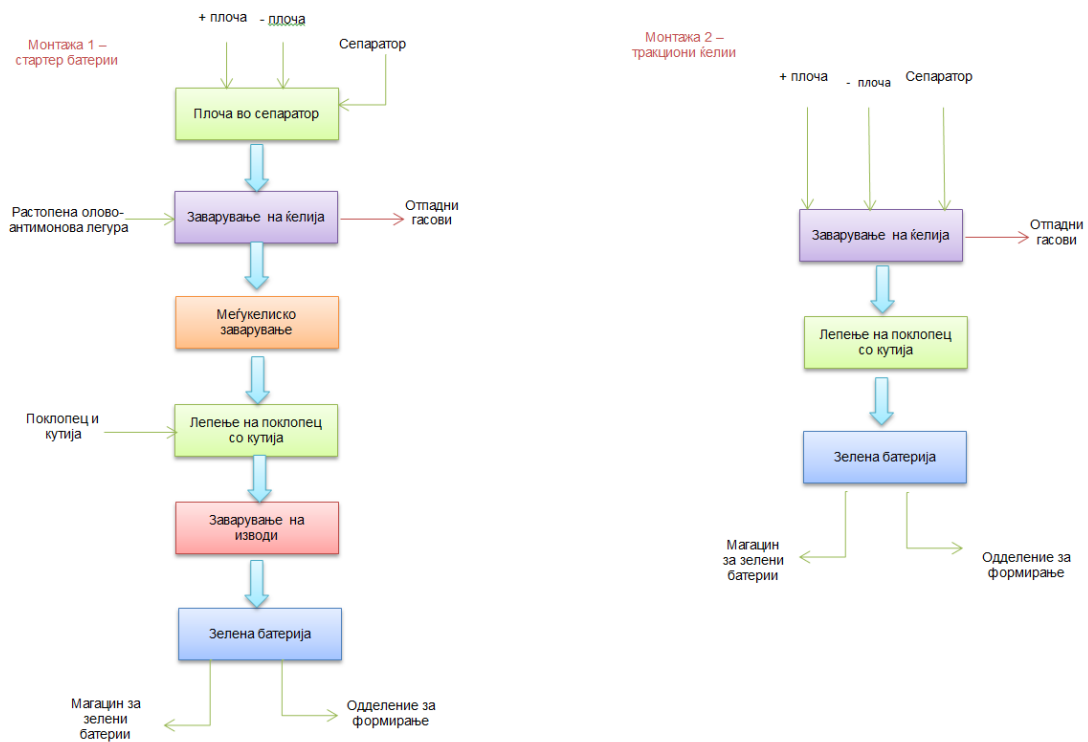 Монтажа 1 –
стартер батерии
+ плоча
- плоча
Сепаратор
Плоча во сепаратор
Растопена олово-
антимонова легура
Заварување на ќелија
Отпадни
гасови
Меѓукелиско
заварување
Поклопец и
кутија
Лепење на поклопец
со кутија
Заварување на
изводи
Зелена батерија
Магацин за
зелени
батерии
Одделение за
формирање
Монтажа 2 –
тракциони ќелии
+ плоча
- плоча
Сепаратор
Заварување на ќелија
Отпадни
гасови
Лепење на поклопец
со кутија
Зелена батерија
Магацин
за зелени
батерии
Одделение за
формирање